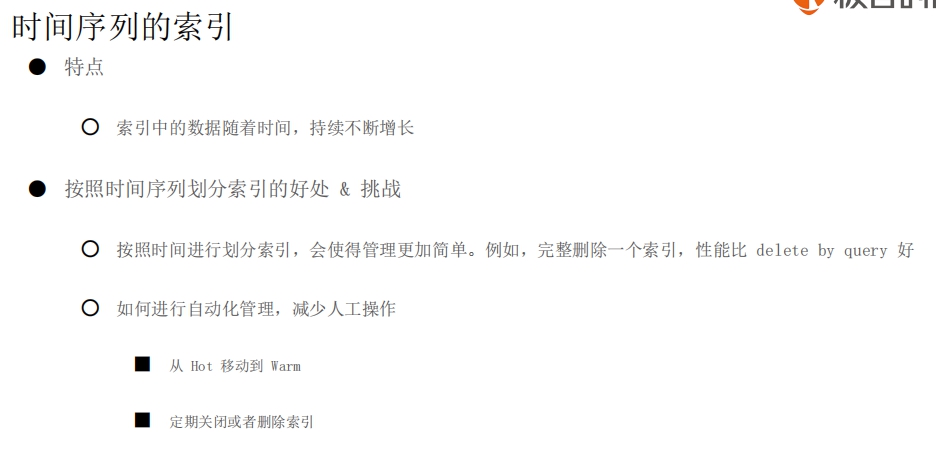 时间序列的索引
● 特点
○ 索引中的数据随着时间，持续不断增长
● 按照时间序列划分索引的好处 & 挑战
○ 按照时间进行划分索引，会使得管理更加简单。例如，完整删除一个索引，性能比 delete by query 好
○ 如何进行自动化管理，减少人工操作
■ 从 Hot 移动到 Warm
■ 定期关闭或者删除索引